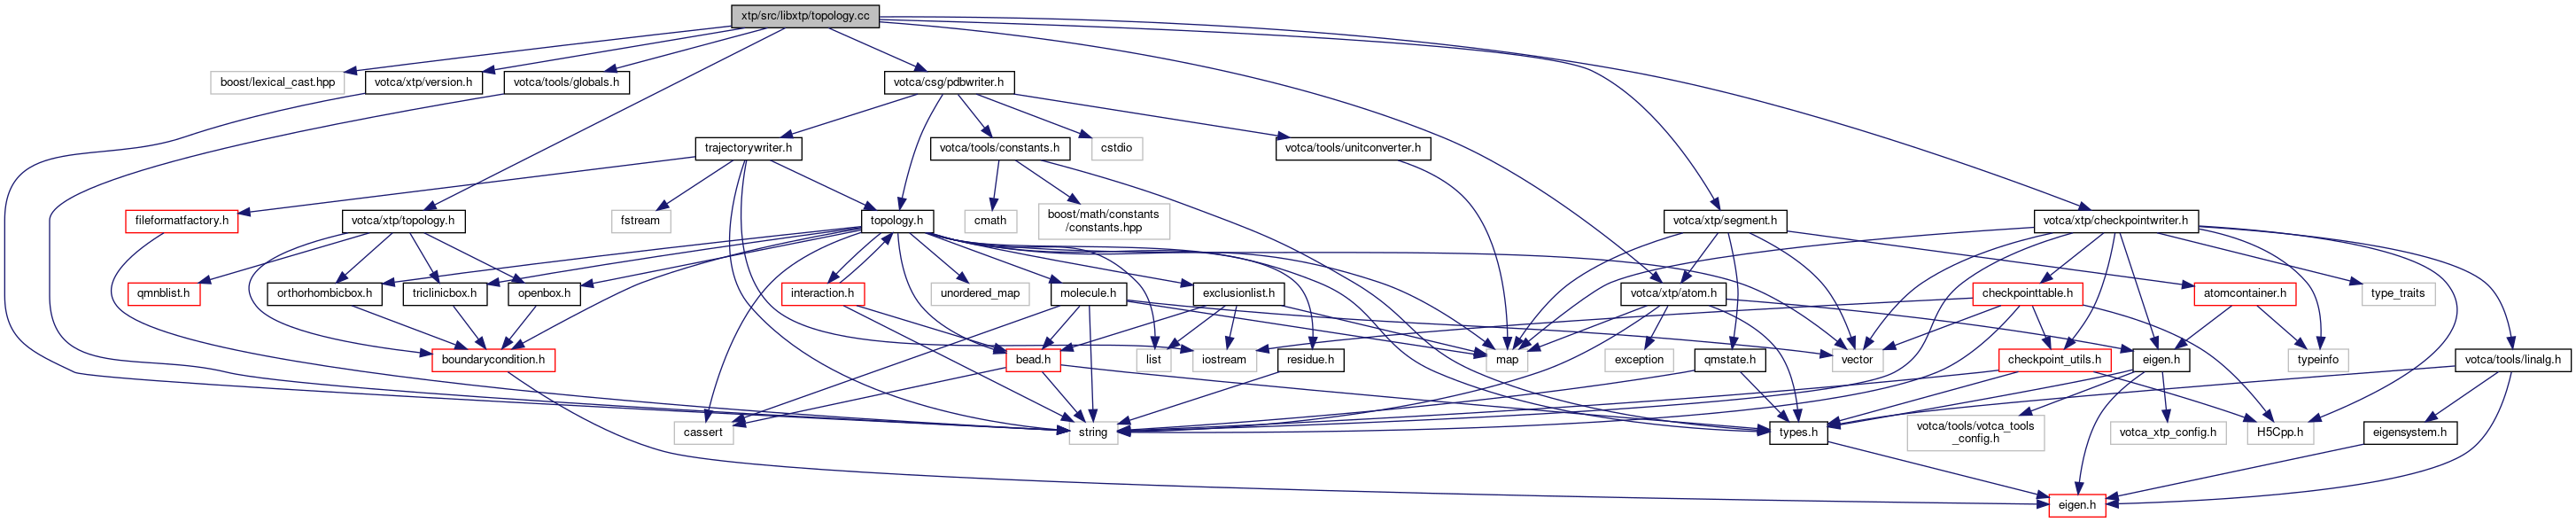 xtp/src/libxtp/topology.cc
boost/lexical_cast.hpp
votca/xtp/version.h
votca/tools/globals.h
votca/csg/pdbwriter.h
trajectorywriter.h
votca/tools/constants.h
cstdio
votca/tools/unitconverter.h
fileformatfactory.h
votca/xtp/topology.h
fstream
topology.h
cmath
boost/math/constants
/constants.hpp
votca/xtp/segment.h
votca/xtp/checkpointwriter.h
qmnblist.h
orthorhombicbox.h
triclinicbox.h
openbox.h
interaction.h
unordered_map
molecule.h
exclusionlist.h
votca/xtp/atom.h
checkpointtable.h
atomcontainer.h
type_traits
boundarycondition.h
bead.h
list
iostream
residue.h
map
exception
qmstate.h
vector
checkpoint_utils.h
eigen.h
typeinfo
votca/tools/linalg.h
cassert
string
types.h
votca/tools/votca_tools
_config.h
votca_xtp_config.h
H5Cpp.h
eigensystem.h
eigen.h